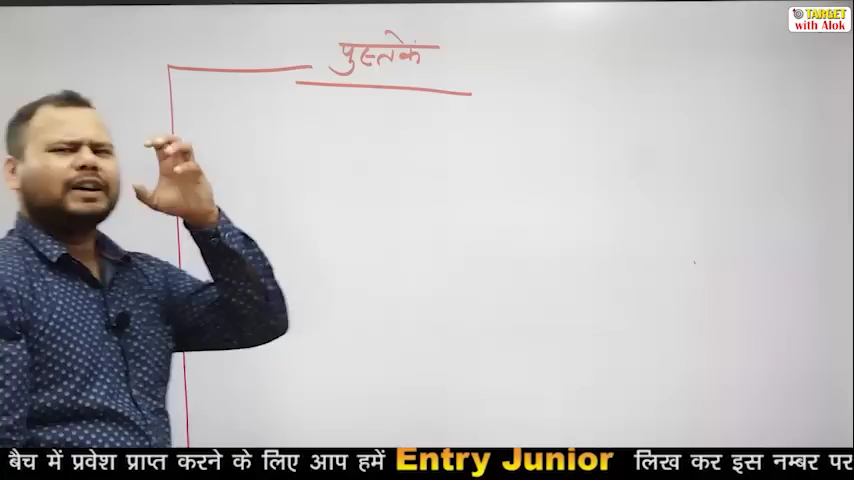 TARGET
with Alok
पुस्तकें
बैच में प्रवेश प्राप्त करने के लिए आप हमें Entry Junior लिख कर इस नम्बर पर